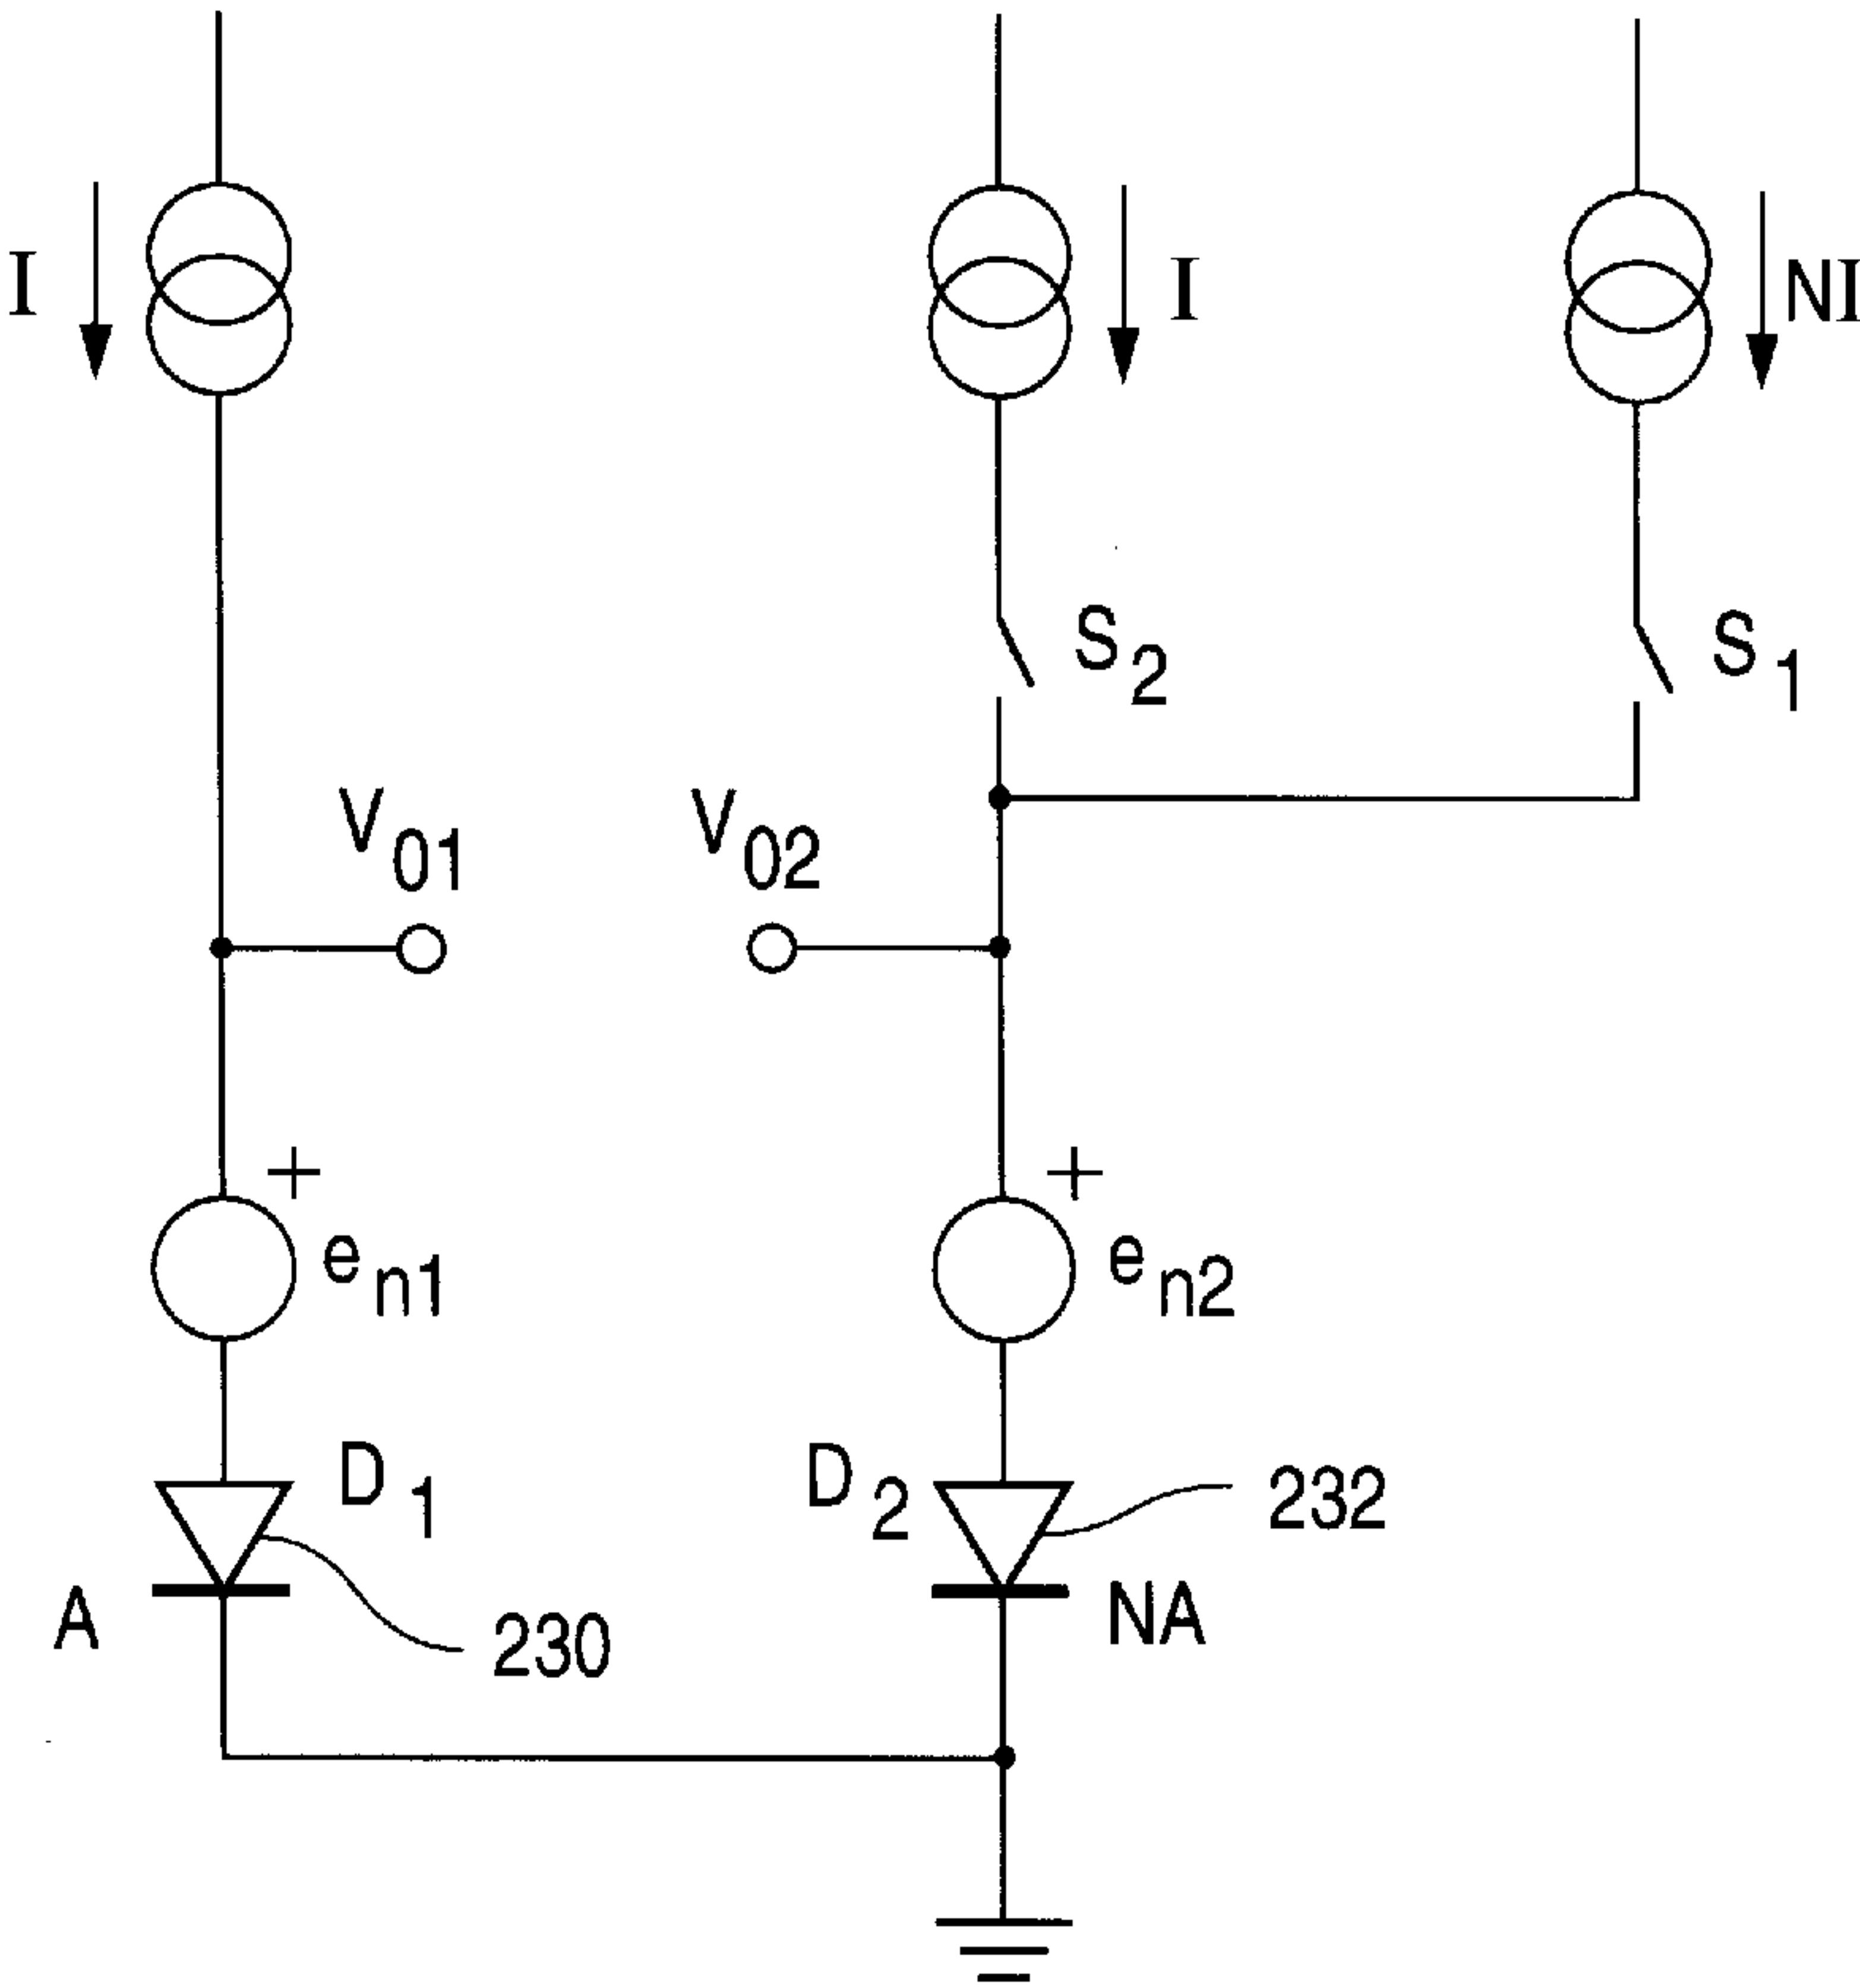 I
I
NI
S2
S1
V01
V02
+
+
en1
en2
D1
D2
232
A
NA
230